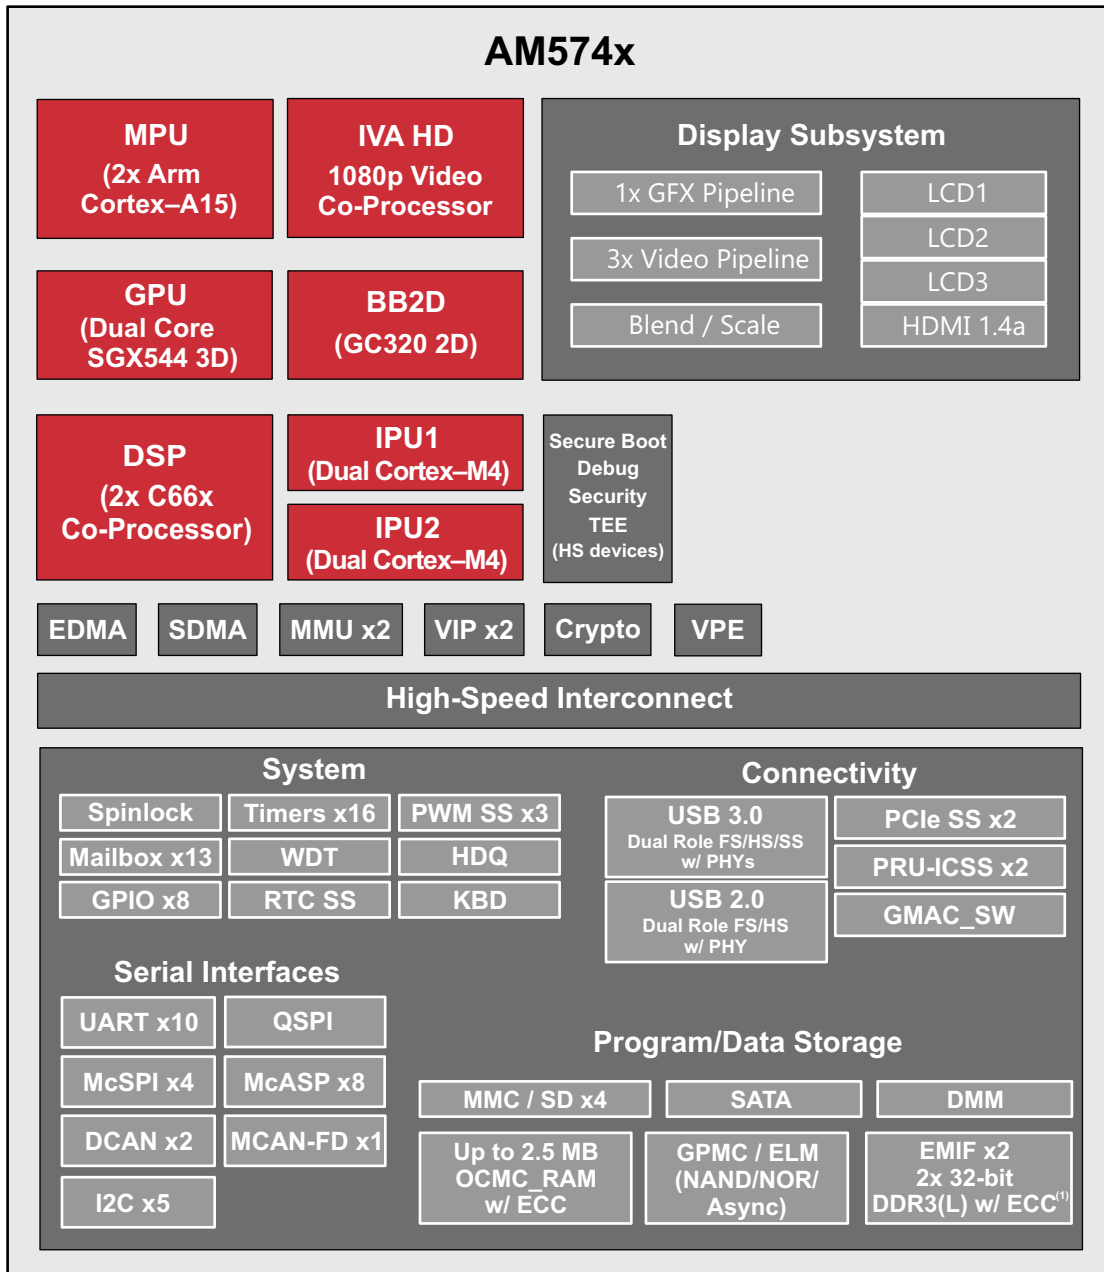 AM574x
MPU
(2x Arm
Cortex–A15)
IVA HD
1080p Video
Co-Processor
Display Subsystem
1x GFX Pipeline
3x Video Pipeline
Blend / Scale
LCD1
LCD2
LCD3
HDMI 1.4a
GPU
(Dual Core
SGX544 3D)
BB2D
(GC320 2D)
DSP
(2x C66x
Co-Processor)
IPU1
(Dual Cortex–M4)
IPU2
(Dual Cortex–M4)
Secure Boot
Debug
Security
TEE
(HS devices)
EDMA
SDMA
MMU x2
VIP x2
Crypto
VPE
High-Speed Interconnect
System
Spinlock
Timers x16
PWM SS x3
Mailbox x13
WDT
HDQ
GPIO x8
RTC SS
KBD
Connectivity
USB 3.0
Dual Role FS/HS/SS
w/ PHYs
USB 2.0
Dual Role FS/HS
w/ PHY
PCIe SS x2
PRU-ICSS x2
GMAC_SW
Serial Interfaces
UART x10
QSPI
McSPI x4
McASP x8
DCAN x2
MCAN-FD x1
I2C x5
Program/Data Storage
MMC / SD x4
SATA
DMM
Up to 2.5 MB
OCMC_RAM
w/ ECC
GPMC / ELM
(NAND/NOR/
Async)
EMIF x2
2x 32-bit
DDR3(L) w/ ECC(1)